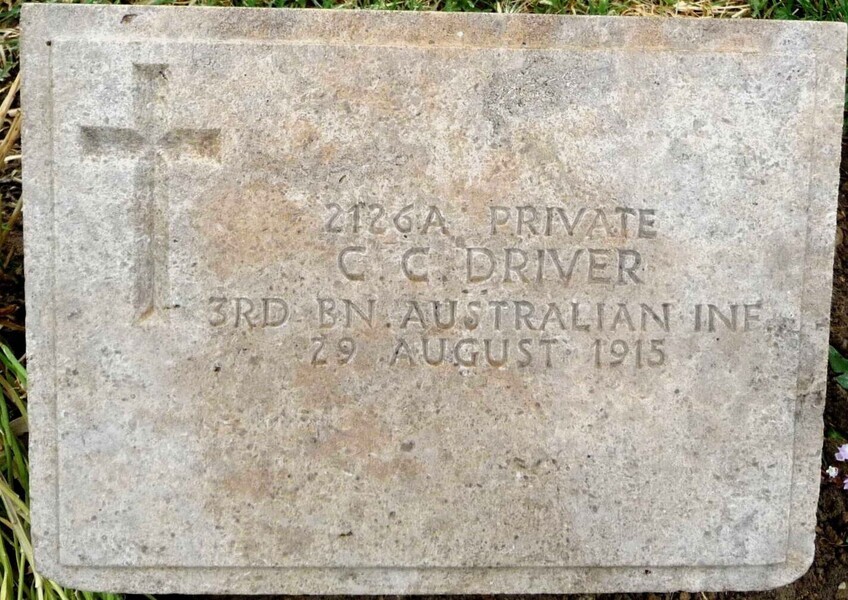 2126A PRIVATE
C. C. DRIVER
3RD BN. AUSTRALIAN INF.
29 AUGUST 1915